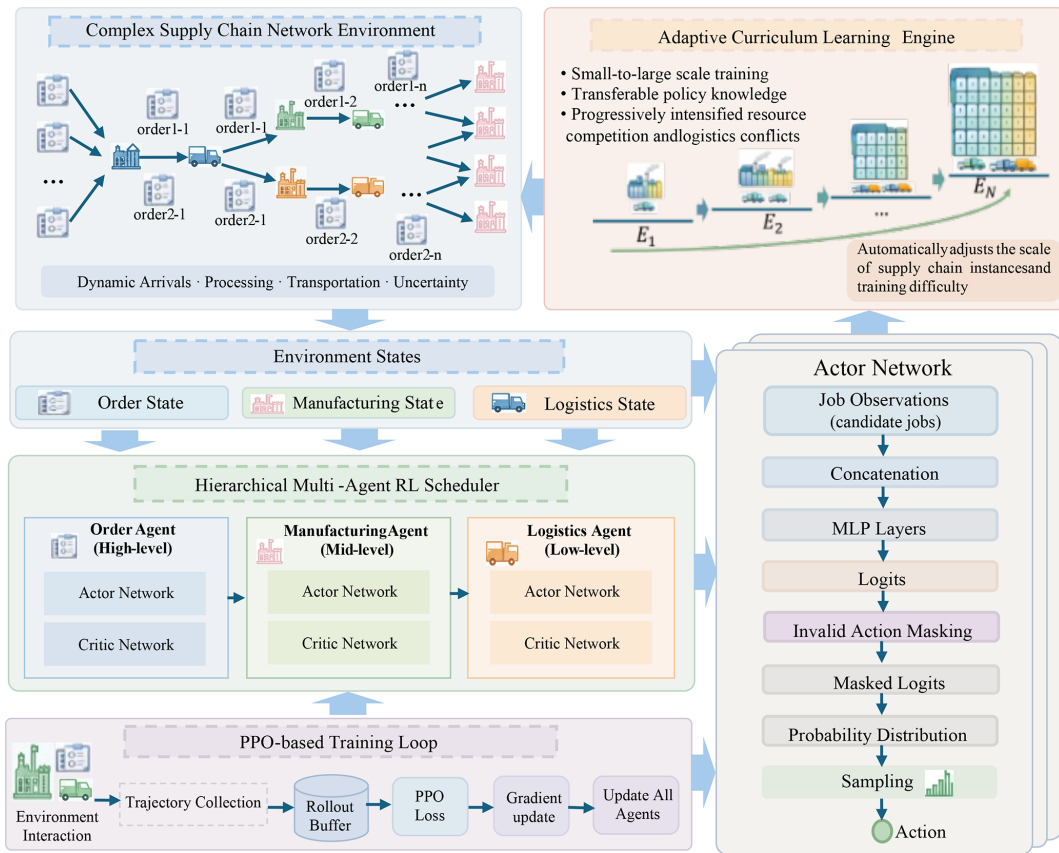 Complex Supply Chain Network Environment
order1-1
order1-1
order1-2
order1-n
...
...
order2-1
order2-1
order2-2
...
order2-n
Dynamic Arrivals · Processing · Transportation · Uncertainty
Adaptive Curriculum Learning Engine
• Small-to-large scale training
• Transferable policy knowledge
• Progressively intensified resource
competition andlogistics conflicts
E1
E2
...
EN
Automatically adjusts the scale
of supply chain instancesand
training difficulty
Environment States
Order State
Manufacturing State
Logistics State
Hierarchical Multi -Agent RL Scheduler
Order Agent
(High-level)
Actor Network
Critic Network
ManufacturingAgent
(Mid-level)
Actor Network
Critic Network
Logistics Agent
(Low-level)
Actor Network
Critic Network
PPO-based Training Loop
Environment
Interaction
Trajectory Collection
Rollout
Buffer
PPO
Loss
Gradient
update
Update All
Agents
Actor Network
Job Observations
(candidate jobs)
Concatenation
MLP Layers
Logits
Invalid Action Masking
Masked Logits
Probability Distribution
Sampling
Action